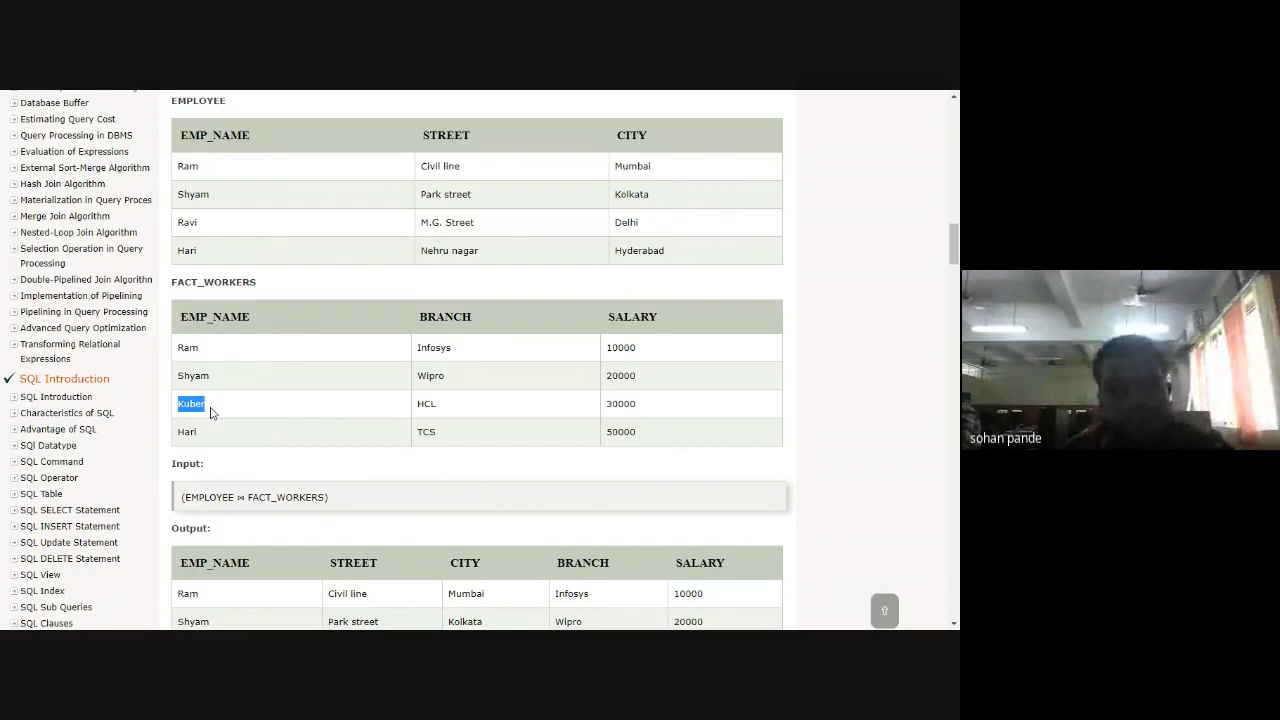 Database Buffer
Estimating Query Cost
Query Processing in DBMS
Evaluation of Expressions
External Sort-Merge Algorithm
Hash Join Algorithm
Materialization in Query Proces
Merge Join Algorithm
Nested-Loop Join Algorithm
Selection Operation in Query
Processing
Double-Pipelined Join Algorithn
Implementation of Pipelining
Pipelining in Query Processing
Advanced Query Optimization
Transforming Relational
Expressions
SQL Introduction
SQL Introduction
Characteristics of SQL
Advantage of SQL
SQl Datatype
SQL Command
SQL Operator
SQL Table
SQL SELECT Statement
SQL INSERT Statement
SQL Update Statement
SQL DELETE Statement
SQL View
SQL Index
SQL Sub Queries
SQL Clauses
EMPLOYEE
EMP_NAME STREET CITY
Ram Civil line Mumbai
Shyam Park street Kolkata
Ravi M.G. Street Delhi
Hari Nehru nagar Hyderabad
FACT_WORKERS
EMP_NAME BRANCH SALARY
Ram Infosys 10000
Shyam Wipro 20000
Kuber HCL 30000
Hari TCS 50000
Input:
(EMPLOYEE ⋈ FACT_WORKERS)
Output:
EMP_NAME STREET CITY BRANCH SALARY
Ram Civil line Mumbai Infosys 10000
Shyam Park street Kolkata Wipro 20000
sohan pande